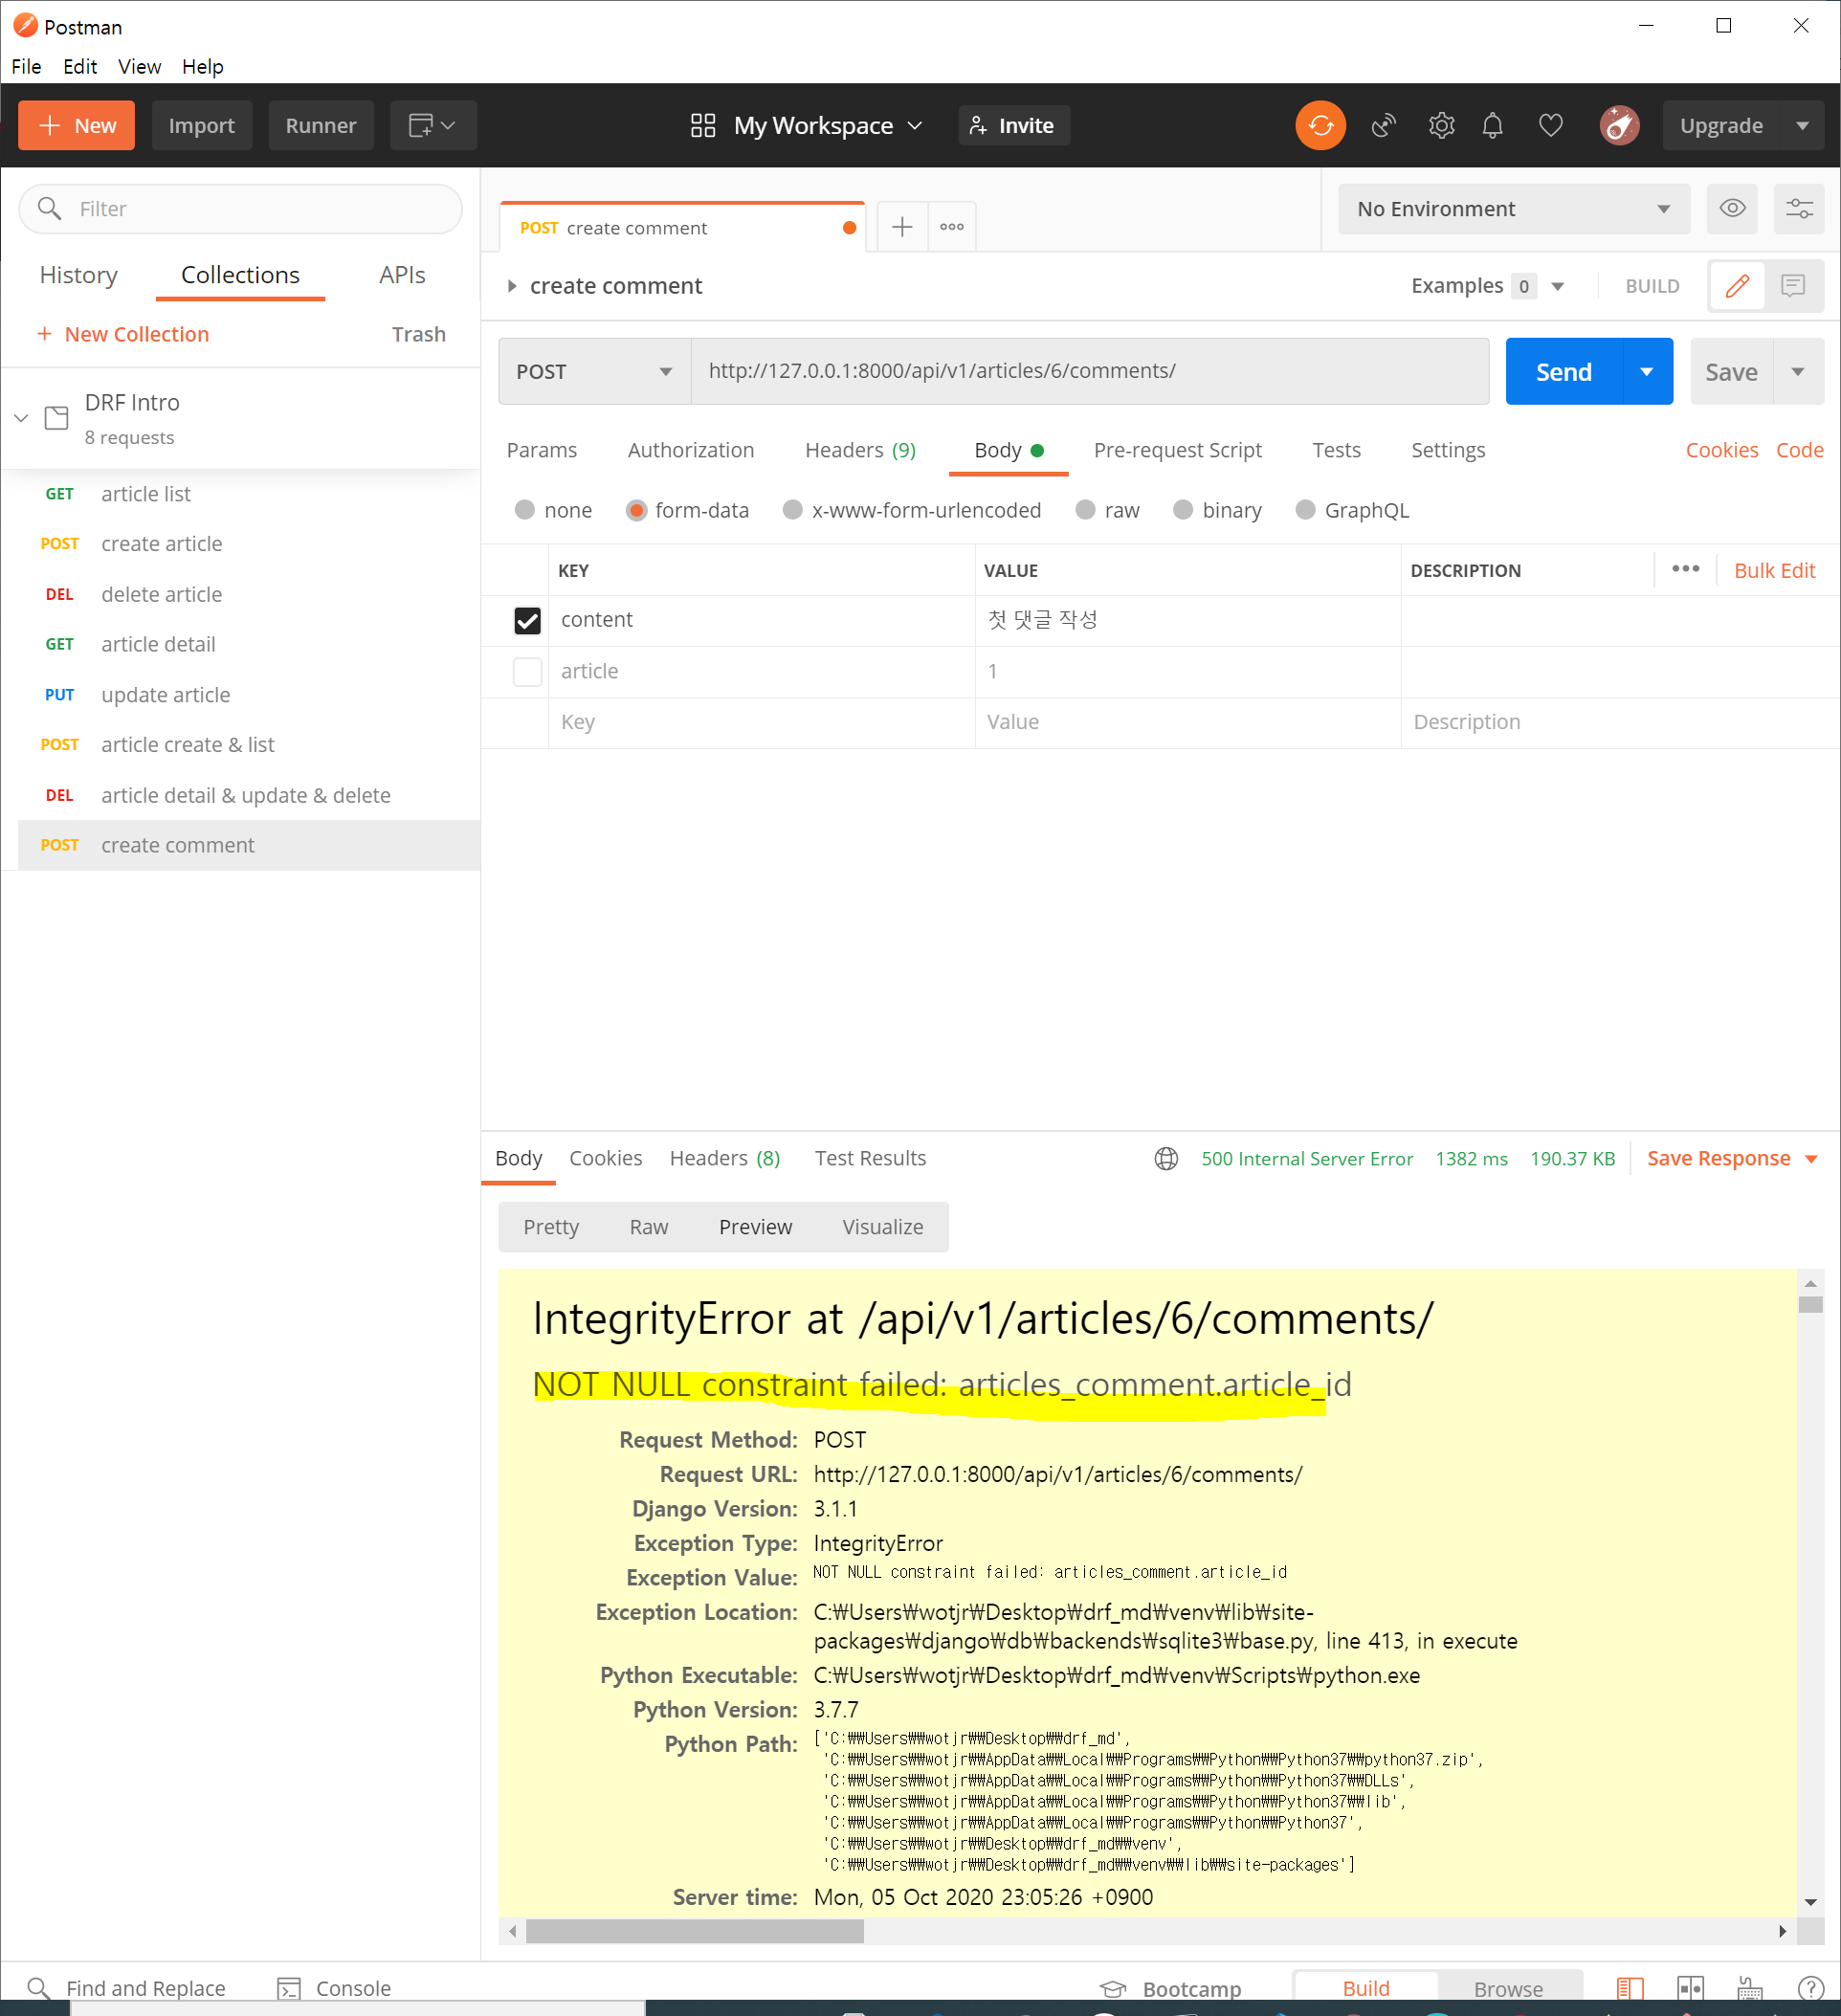 Postman
File Edit View Help
New Import Runner My Workspace Invite Upgrade
Filter
History Collections APIs
New Collection Trash
DRF Intro
8 requests
GET article list
POST create article
DEL delete article
GET article detail
PUT update article
POST article create & list
DEL article detail & update & delete
POST create comment
POST create comment
No Environment
create comment Examples 0 BUILD
POST http://127.0.0.1:8000/api/v1/articles/6/comments/ Send Save
Params Authorization Headers (9) Body Pre-request Script Tests Settings Cookies Code
none form-data x-www-form-urlencoded raw binary GraphQL
KEY VALUE DESCRIPTION Bulk Edit
content 첫 댓글 작성
article 1
Key Value Description
Body Cookies Headers (8) Test Results 500 Internal Server Error 1382 ms 190.37 KB Save Response
Pretty Raw Preview Visualize
IntegrityError at /api/v1/articles/6/comments/
NOT NULL constraint failed: articles_comment.article_id
Request Method: POST
Request URL: http://127.0.0.1:8000/api/v1/articles/6/comments/
Django Version: 3.1.1
Exception Type: IntegrityError
Exception Value: NOT NULL constraint failed: articles_comment.article_id
Exception Location: C:₩Users₩wotjr₩Desktop₩drf_md₩venv₩lib₩site-
packages₩django₩db₩backends₩sqlite3₩base.py, line 413, in execute
Python Executable: C:₩Users₩wotjr₩Desktop₩drf_md₩venv₩Scripts₩python.exe
Python Version: 3.7.7
Python Path: ['C:₩₩Users₩₩wotjr₩₩Desktop₩₩drf_md',
'C:₩₩Users₩₩wotjr₩₩AppData₩₩Local₩₩Programs₩₩Python₩₩Python37₩₩python37.zip',
'C:₩₩Users₩₩wotjr₩₩AppData₩₩Local₩₩Programs₩₩Python₩₩Python37₩₩DLLs',
'C:₩₩Users₩₩wotjr₩₩AppData₩₩Local₩₩Programs₩₩Python₩₩Python37₩₩lib',
'C:₩₩Users₩₩wotjr₩₩AppData₩₩Local₩₩Programs₩₩Python₩₩Python37',
'C:₩₩Users₩₩wotjr₩₩Desktop₩₩drf_md₩₩venv',
'C:₩₩Users₩₩wotjr₩₩Desktop₩₩drf_md₩₩venv₩₩lib₩₩site-packages']
Server time: Mon, 05 Oct 2020 23:05:26 +0900
Find and Replace Console Bootcamp Build Browse